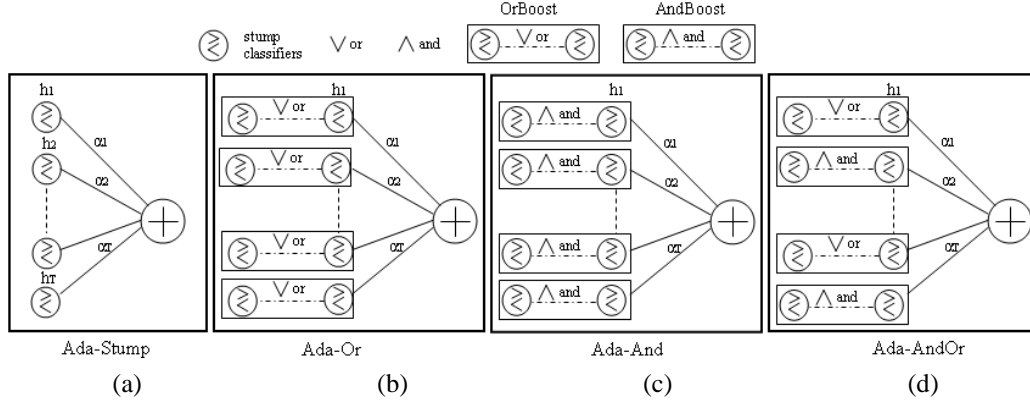 OrBoost AndBoost
stump classifiers ∨ or ∧ and ∨ or ∧ and
h1 h1 h1 h1
∨ or ∧ and ∨ or
α1 α1 α1 α1
h2 ∨ or ∧ and ∧ and
α2 α2 α2 α2
αT αT αT αT
∨ or ∧ and ∨ or
hT ∨ or ∧ and ∧ and
Ada-Stump Ada-Or Ada-And Ada-AndOr
(a) (b) (c) (d)